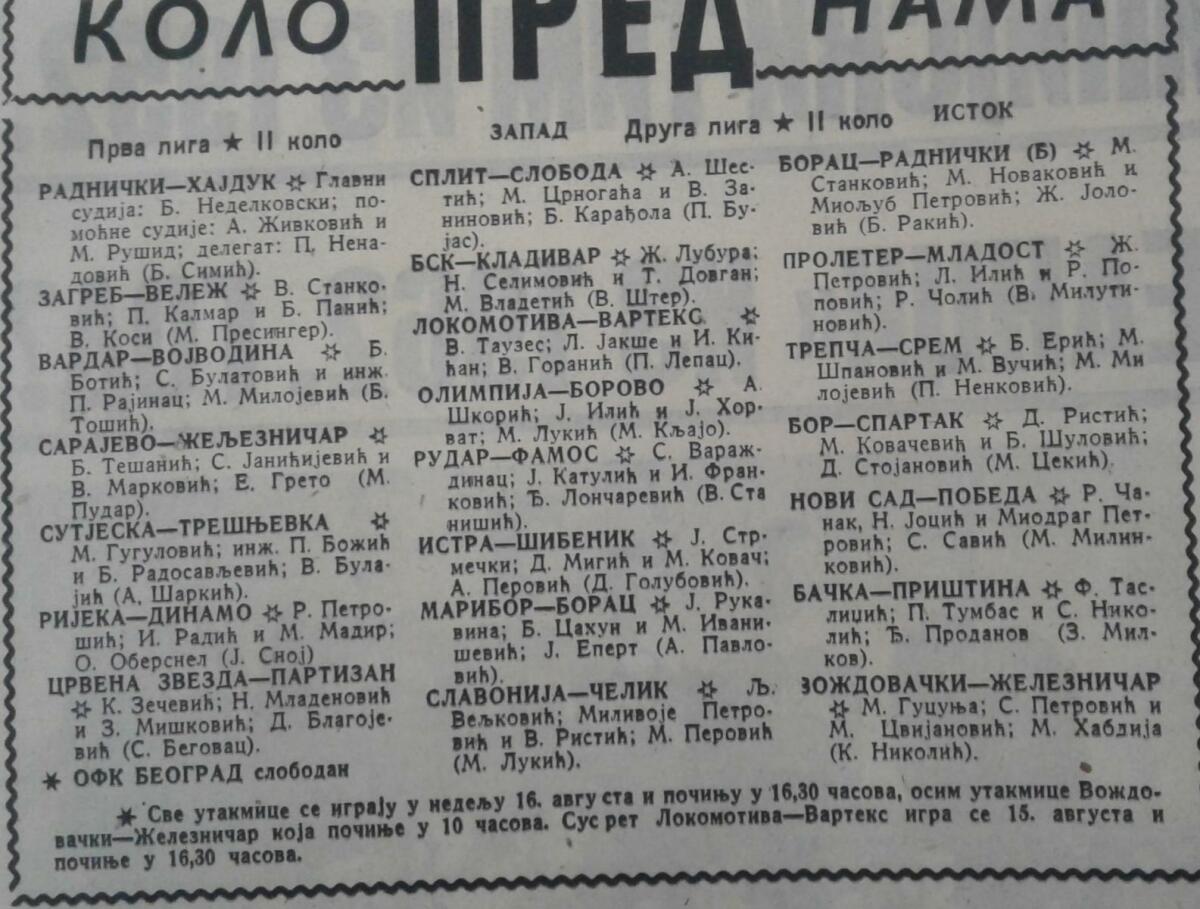 КОЛО ПРЕД НАМА
Прва лига ★ II коло
РАДНИЧКИ—ХАЈДУК ✡ Главни
судија: Б. Неделковски; по-
моћне судије: А. Живковић и
М. Рушид; делегат: П. Нена-
довић (Б. Симић).
ЗАГРЕБ—ВЕЛЕЖ ✡ В. Станко-
вић; П. Калмар и Б. Панић;
В. Коси (М. Пресингер).
ВАРДАР—ВОЈВОДИНА ✡ Б.
Ботић; С. Булатовић и инж.
П. Рајинац; М. Милојевић (Б.
Тошић).
САРАЈЕВО—ЖЕЉЕЗНИЧАР ✡
Б. Тешанић; С. Јанићијевић и
В. Марковић; Е. Грето (М.
Пудар).
СУТЈЕСКА—ТРЕШЊЕВКА ✡
М. Гугуловић; инж. П. Божић
и Б. Радосављевић; В. Була-
јић (А. Шаркић).
РИЈЕКА—ДИНАМО ✡ Р. Петро-
шић; И. Радић и М. Мадир;
О. Оберснел (Ј. Сној)
ЦРВЕНА ЗВЕЗДА—ПАРТИЗАН
✡ К. Зечевић; Н. Младеновић
и З. Мишковић; Д. Благоје-
вић (С. Беговац).
★ ОФК БЕОГРАД слободан
ЗАПАД Друга лига ★ II коло ИСТОК
СПЛИТ—СЛОБОДА ✡ А. Шес-
тић; М. Црногаћа и В. За-
ниновић; Б. Карађола (П. Бу-
јас).
БСК—КЛАДИВАР ✡ Ж. Лубура;
Н. Селимовић и Т. Довган;
М. Владетић (В. Штер).
ЛОКОМОТИВА—ВАРТЕКС ✡
В. Таузес; Л. Јакше и И. Ки-
ћан; В. Горанић (П. Лепац).
ОЛИМПИЈА—БОРОВО ✡ А.
Шкорић; Ј. Илић и Ј. Хор-
ват; М. Лукић (М. Кљајо).
РУДАР—ФАМОС ✡ С. Вараж-
динац; Ј. Катулић и И. Фран-
ковић; Ђ. Лончаревић (В. Ста
нишић).
ИСТРА—ШИБЕНИК ✡ Ј. Стр-
мечки; Д. Мигић и М. Ковач;
А. Перовић (Д. Голубовић).
МАРИБОР—БОРАЦ ✡ Ј. Рука-
вина; Б. Цахун и М. Ивани-
шевић; Ј. Еперт (А. Павло-
вић).
СЛАВОНИЈА—ЧЕЛИК ✡ Љ.
Вељковић; Миливоје Петро-
вић и В. Ристић; М. Перовић
(М. Лукић).
БОРАЦ—РАДНИЧКИ (Б) ✡ М.
Станковић; М. Новаковић и
Миољуб Петровић; Ж. Јоло-
вић (Б. Ракић).
ПРОЛЕТЕР—МЛАДОСТ ✡ Ж.
Петровић; Л. Илић и Р. По-
повић; Р. Чолић (В. Милути-
новић).
ТРЕПЧА—СРЕМ ✡ Б. Ерић; М.
Шпановић и М. Вучић; М. Ми
лојевић (П. Ненковић).
БОР—СПАРТАК ✡ Д. Ристић;
М. Ковачевић и Б. Шуловић;
Д. Стојановић (М. Цекић).
НОВИ САД—ПОБЕДА ✡ Р. Ча-
нак, Н. Јоцић и Миодраг Пет-
ровић; С. Савић (М. Милин-
ковић).
БАЧКА—ПРИШТИНА ✡ Ф. Тас-
лиџић; П. Тумбас и С. Нико-
лић; Ђ. Проданов (З. Мил-
ков).
ВОЖДОВАЧКИ—ЖЕЛЕЗНИЧАР
✡ М. Гуцуња; С. Петровић и
М. Цвијановић; М. Хабдија
(К. Николић).
★ Све утакмице се играју у недељу 16. августа и почињу у 16,30 часова, осим утакмице Вождо-
вачки—Железничар која почиње у 10 часова. Сусрет Локомотива—Вартекс игра се 15. августа и
почиње у 16,30 часова.